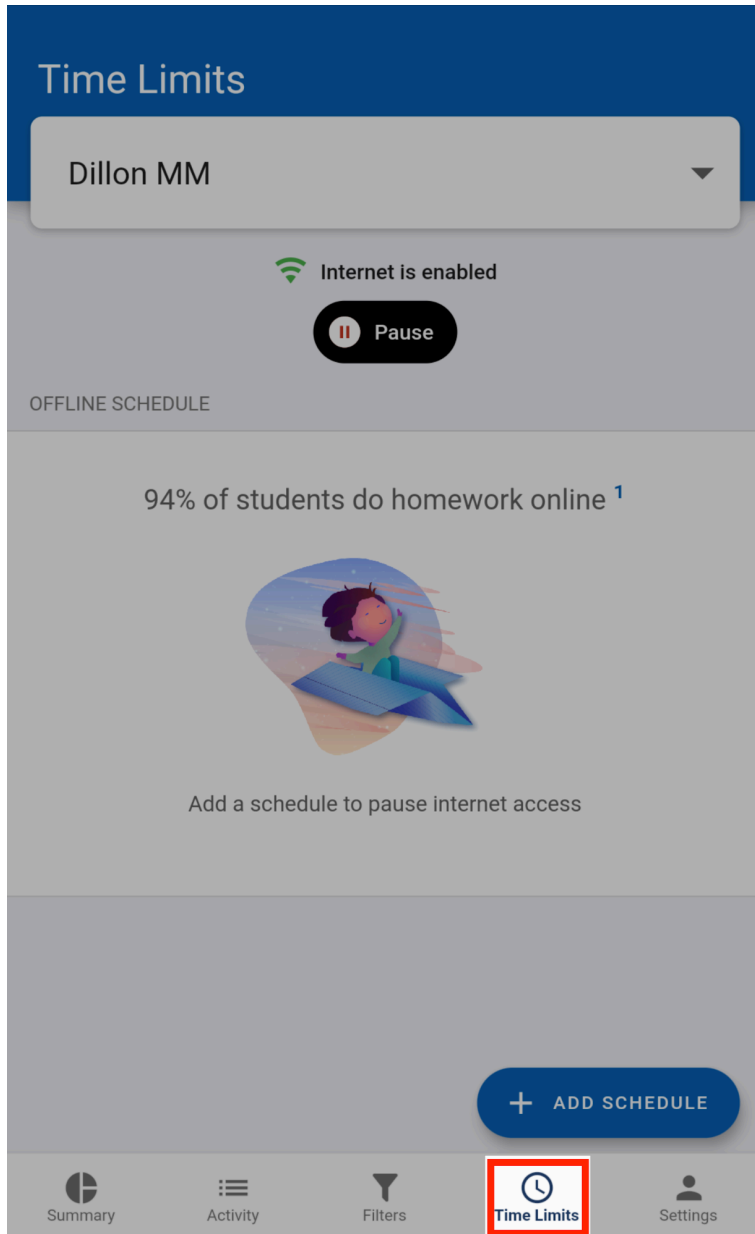 Time Limits
Dillon MM
Internet is enabled
Pause
OFFLINE SCHEDULE
94% of students do homework online 1
Add a schedule to pause internet access
+ ADD SCHEDULE
Summary Activity Filters Time Limits Settings